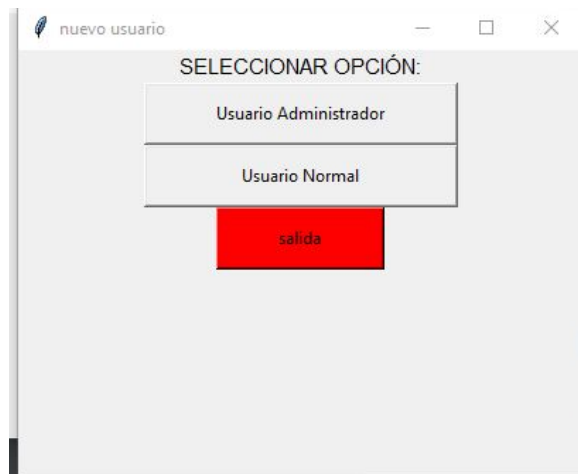 nuevo usuario
SELECCIONAR OPCIÓN:
Usuario Administrador
Usuario Normal
salida